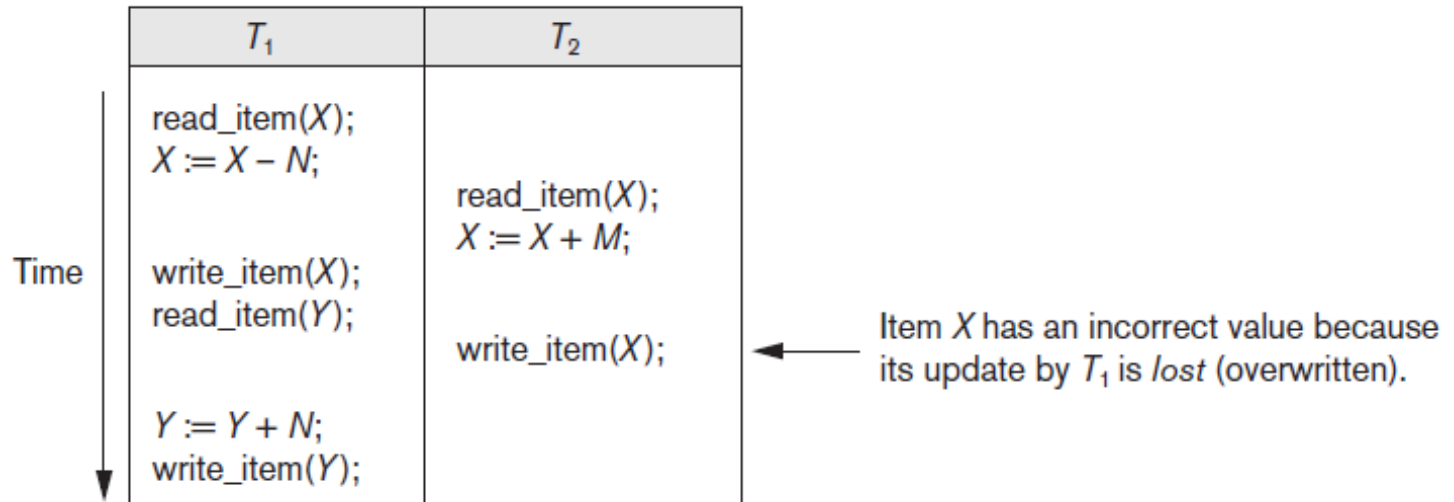 T₁ T₂
read_item(X);
X := X – N;
read_item(X);
X := X + M;
Time
write_item(X);
read_item(Y);
write_item(X);
Item X has an incorrect value because
its update by T₁ is lost (overwritten).
Y := Y + N;
write_item(Y);